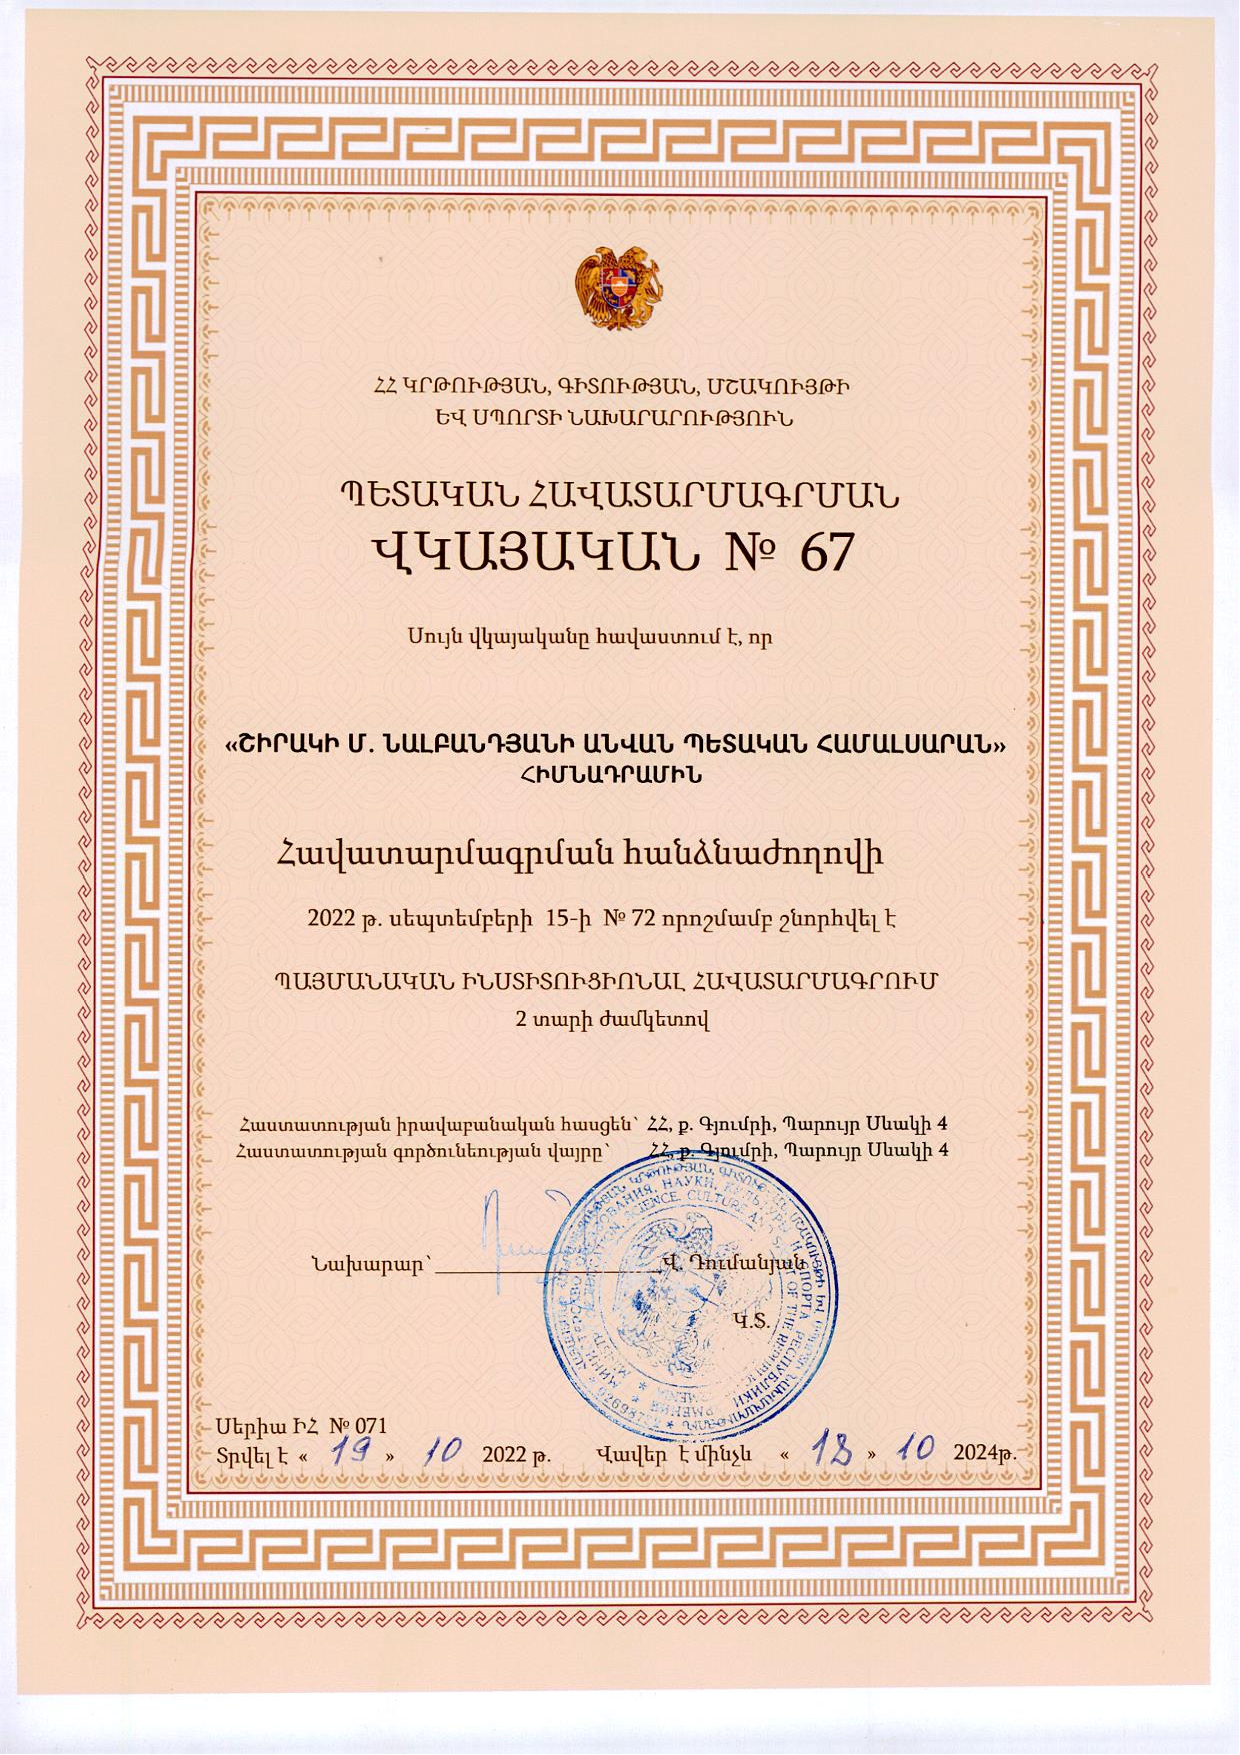 ՀՀ ԿՐԹՈՒԹՅԱՆ, ԳԻՏՈՒԹՅԱՆ, ՄՇԱԿՈՒՅԹԻ
ԵՎ ՍՊՈՐՏԻ ՆԱԽԱՐԱՐՈՒԹՅՈՒՆ
ՊԵՏԱԿԱՆ ՀԱՎԱՏԱՐՄԱԳՐՄԱՆ
ՎԿԱՅԱԿԱՆ № 67
Սույն վկայականը հավաստում է, որ
«ՇԻՐԱԿԻ Մ. ՆԱԼԲԱՆԴՅԱՆԻ ԱՆՎԱՆ ՊԵՏԱԿԱՆ ՀԱՄԱԼՍԱՐԱՆ»
ՀԻՄՆԱԴՐԱՄԻՆ
Հավատարմագրման հանձնաժողովի
2022 թ. սեպտեմբերի 15-ի № 72 որոշմամբ շնորհվել է
ՊԱՅՄԱՆԱԿԱՆ ԻՆՍՏԻՏՈՒՑԻՈՆԱԼ ՀԱՎԱՏԱՐՄԱԳՐՈՒՄ
2 տարի ժամկետով
Հաստատության իրավաբանական հասցեն՝ ՀՀ, ք. Գյումրի, Պարույր Սևակի 4
Հաստատության գործունեության վայրը՝ ՀՀ, ք. Գյումրի, Պարույր Սևակի 4
Նախարար՝ Վ. Դումանյան
Կ.Տ.
Սերիա ԻՀ № 071
Տրվել է « 19 » 10 2022 թ. Վավեր է մինչև « 18 » 10 2024թ.